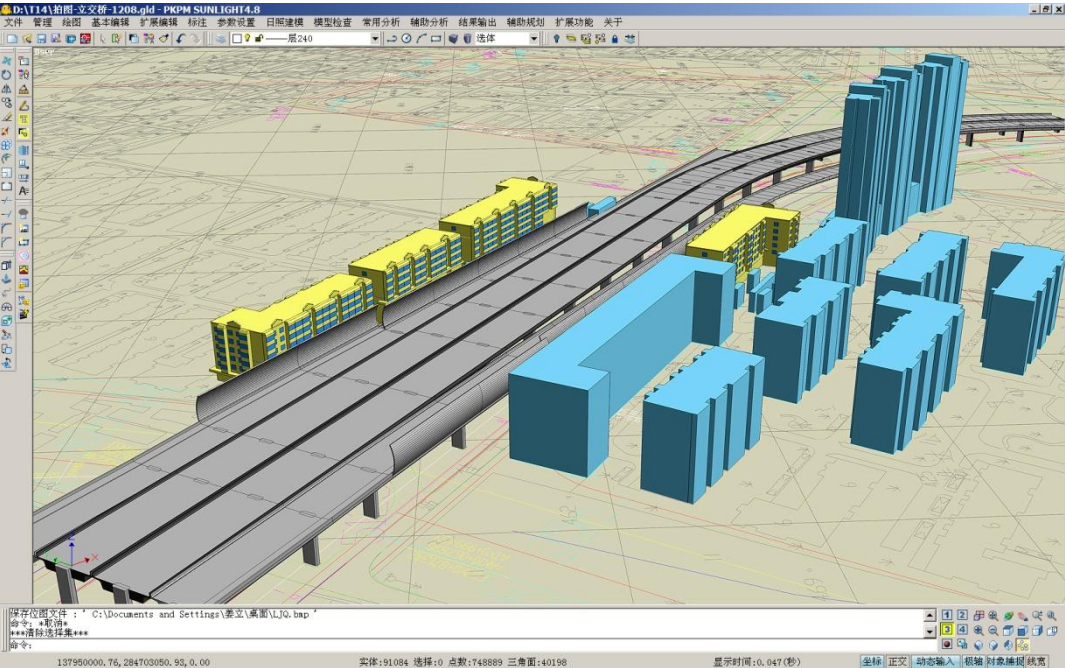 D:\T14\拍图-立交桥-1208.gld - PKPM SUNLIGHT4.8
文件 管理 绘图 基本编辑 扩展编辑 标注 参数设置 日照建模 模型检查 常用分析 辅助分析 结果输出 辅助规划 扩展功能 关于
层240 选体
保存位图文件 : ' C:\Documents and Settings\娄立\桌面\LJQ.bmp '
命令: *取消*
***清除选择集***
命令:
137950000.76, 284703050.93, 0.00 实体:91084 选择:0 点数:748889 三角面:40198 显示时间:0.047(秒) 坐标 正交 动态输入 极轴 对象捕捉 线宽